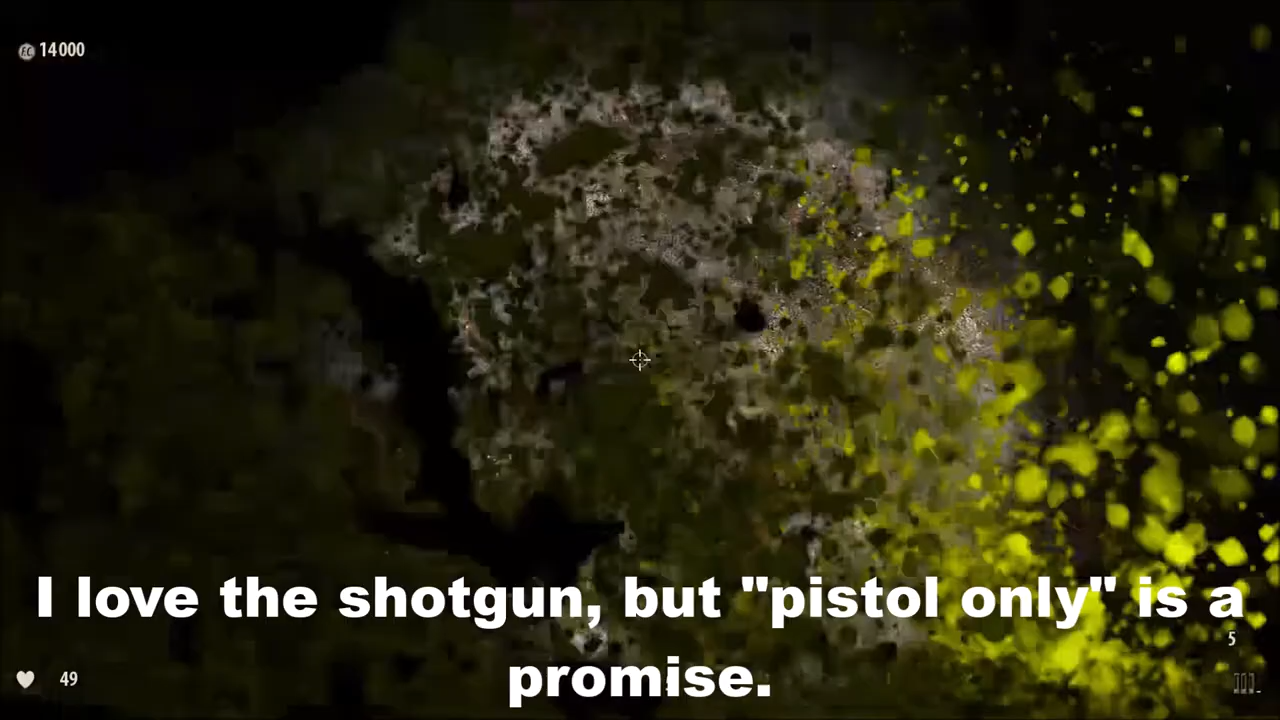 14000
I love the shotgun, but "pistol only" is a
promise.
5
49